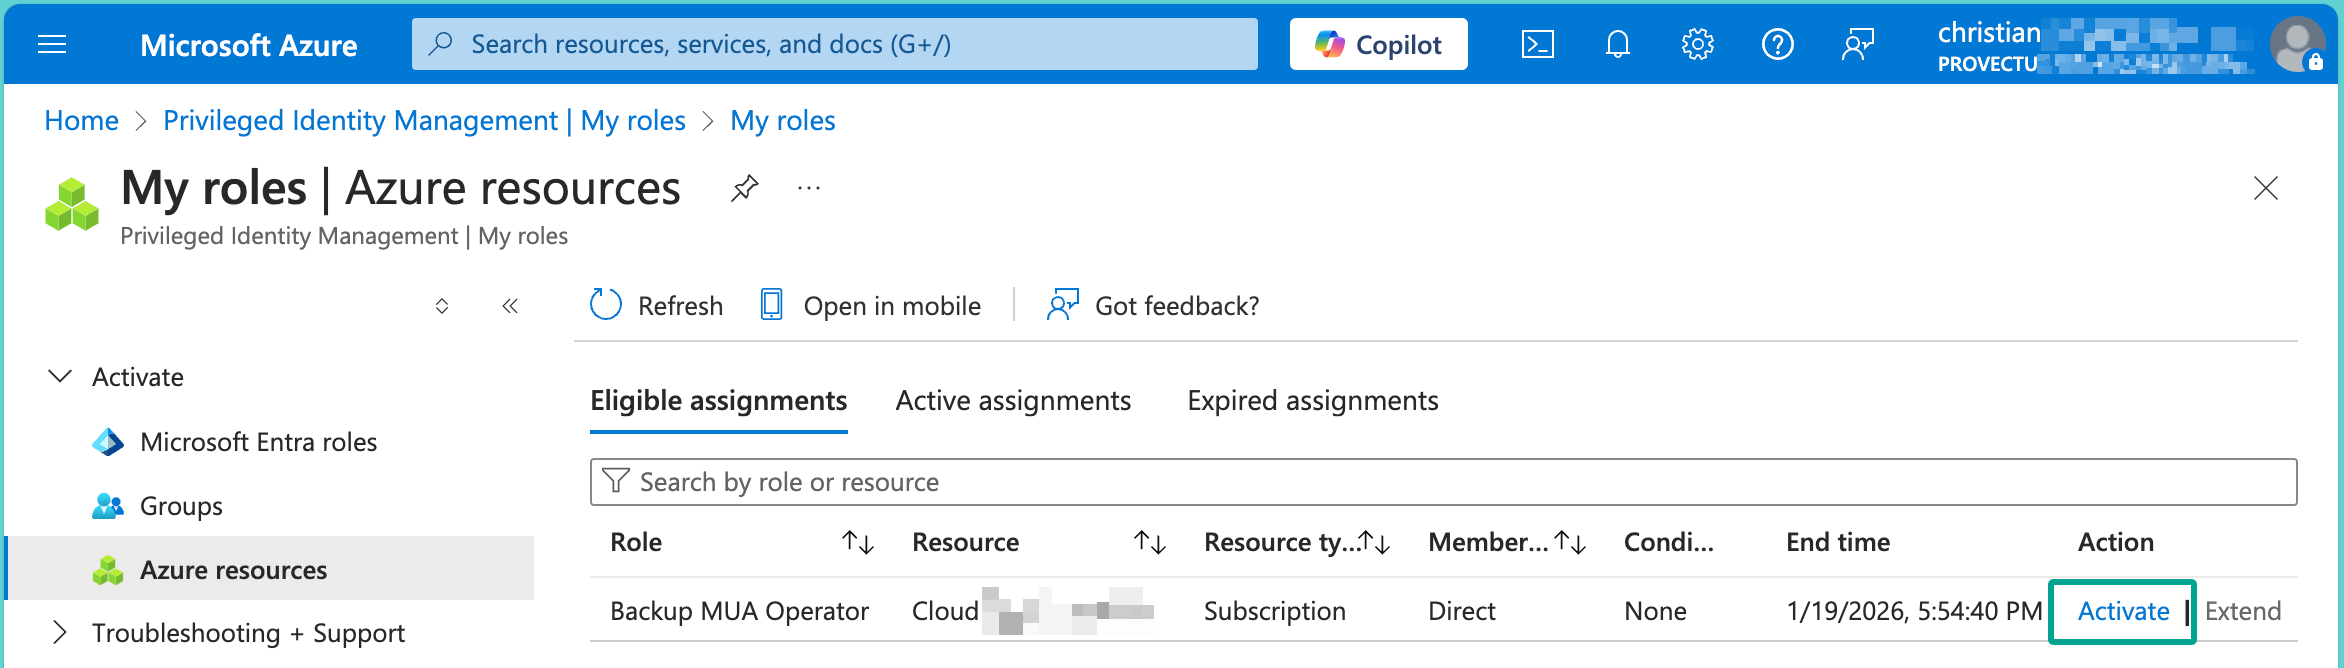 Microsoft Azure
Search resources, services, and docs (G+/)
Copilot
christian
PROVECTU
Home > Privileged Identity Management | My roles > My roles
My roles | Azure resources
Privileged Identity Management | My roles
Refresh Open in mobile Got feedback?
Activate
Microsoft Entra roles
Groups
Azure resources
Troubleshooting + Support
Eligible assignments Active assignments Expired assignments
Search by role or resource
Role Resource Resource ty... Member... Condi... End time Action
Backup MUA Operator Cloud Subscription Direct None 1/19/2026, 5:54:40 PM Activate | Extend